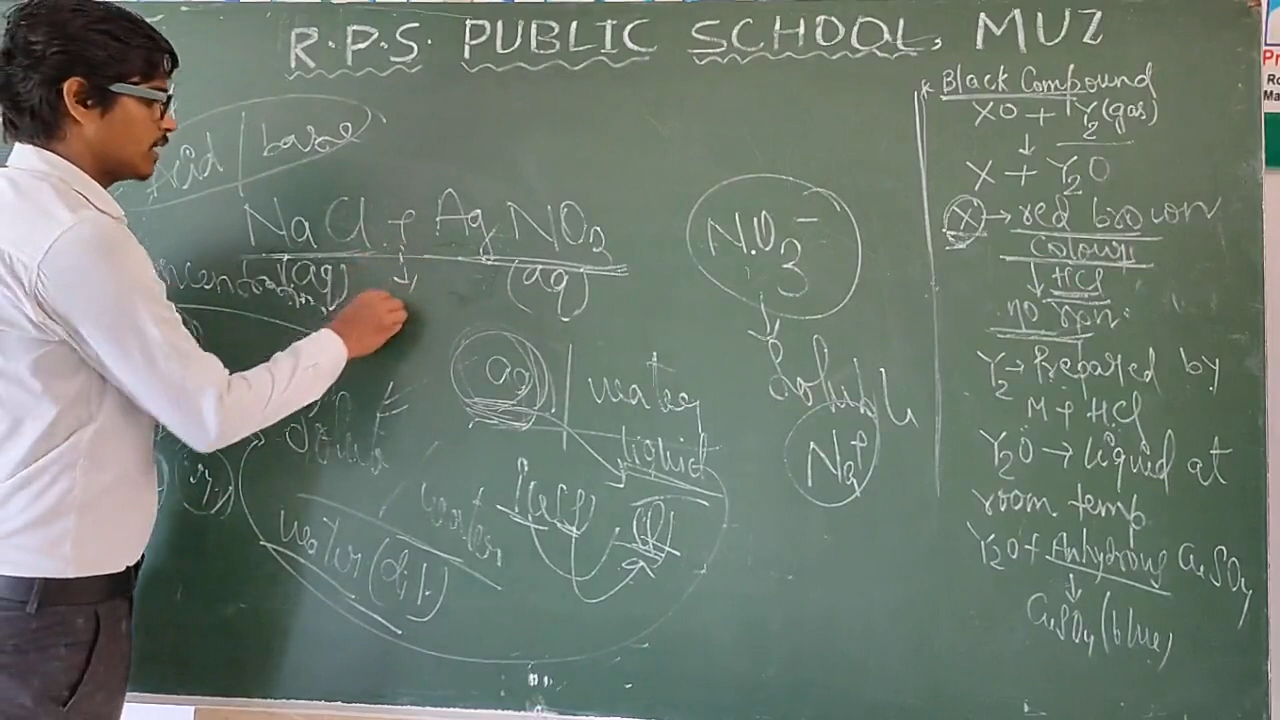 R.P.S. PUBLIC SCHOOL, MUZ
Acid / base
NaCl + AgNO3
(aq) (aq)
aq | water
liquid
water
water (dil)
NO3⁻
Na+
* Black Compound
XO + Y2 (gas)
↓
X + Y2O
X → red brown
Colour
↓ HCl
no rxn.
Y2 → Prepared by
M + HCl
Y2O → liquid at
room temp
Y2O + Anhydrous CuSO4
↓
CuSO4 (blue)